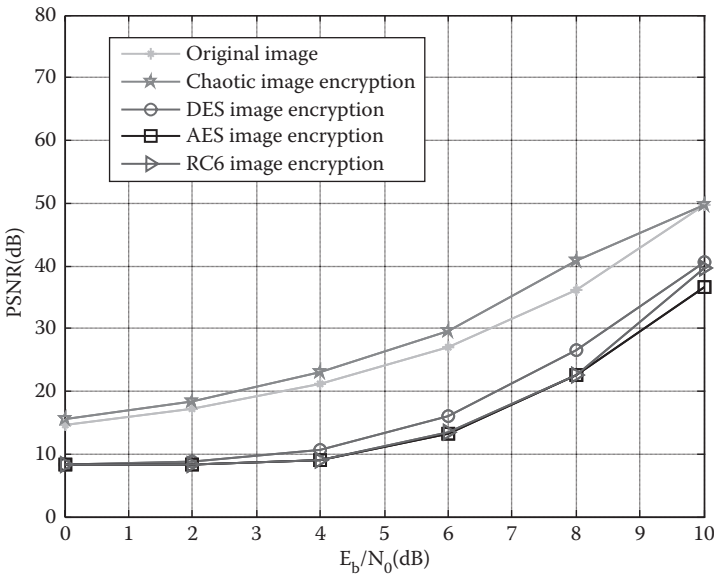 80
70
60
50
40
30
20
10
0
PSNR(dB)
Original image
Chaotic image encryption
DES image encryption
AES image encryption
RC6 image encryption
0 1 2 3 4 5 6 7 8 9 10
E_b/N_0(dB)